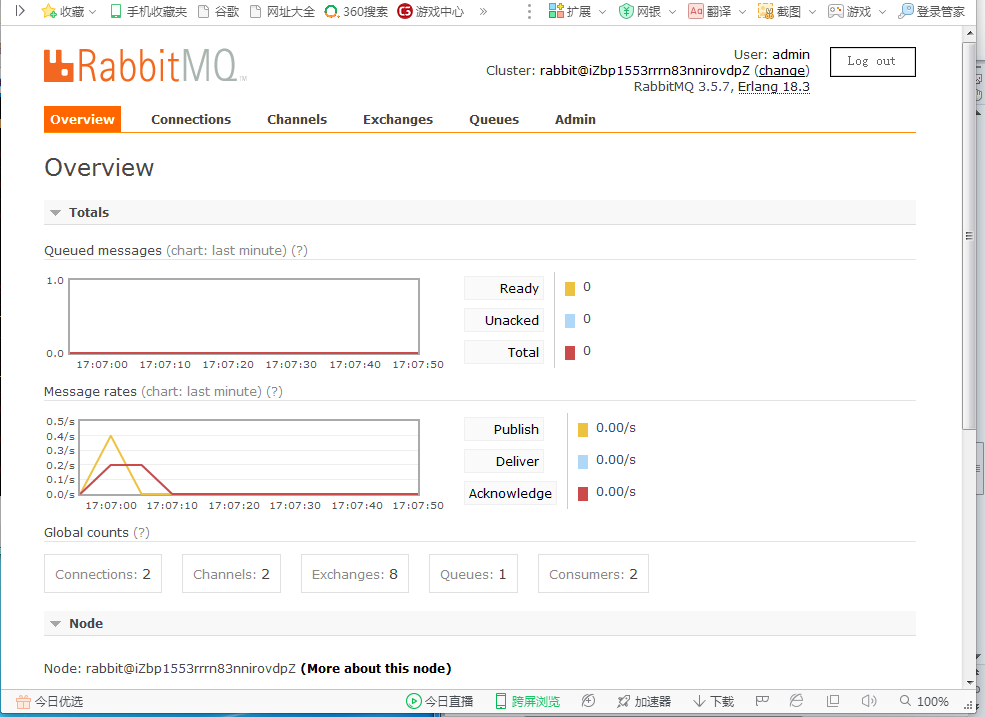 收藏 手机收藏夹 谷歌 网址大全 360搜索 游戏中心 » 扩展 网银 翻译 截图 游戏 登录管家
RabbitMQ TM
User: admin
Cluster: rabbit@iZbp1553rrrn83nnirovdpZ (change)
RabbitMQ 3.5.7, Erlang 18.3
Log out
Overview Connections Channels Exchanges Queues Admin
Overview
Totals
Queued messages (chart: last minute) (?)
1.0
0.0
17:07:00 17:07:10 17:07:20 17:07:30 17:07:40 17:07:50
Ready 0
Unacked 0
Total 0
Message rates (chart: last minute) (?)
0.5/s
0.4/s
0.3/s
0.2/s
0.1/s
0.0/s
17:07:00 17:07:10 17:07:20 17:07:30 17:07:40 17:07:50
Publish 0.00/s
Deliver 0.00/s
Acknowledge 0.00/s
Global counts (?)
Connections: 2 Channels: 2 Exchanges: 8 Queues: 1 Consumers: 2
Node
Node: rabbit@iZbp1553rrrn83nnirovdpZ (More about this node)
今日优选 今日直播 跨屏浏览 加速器 下载 100%